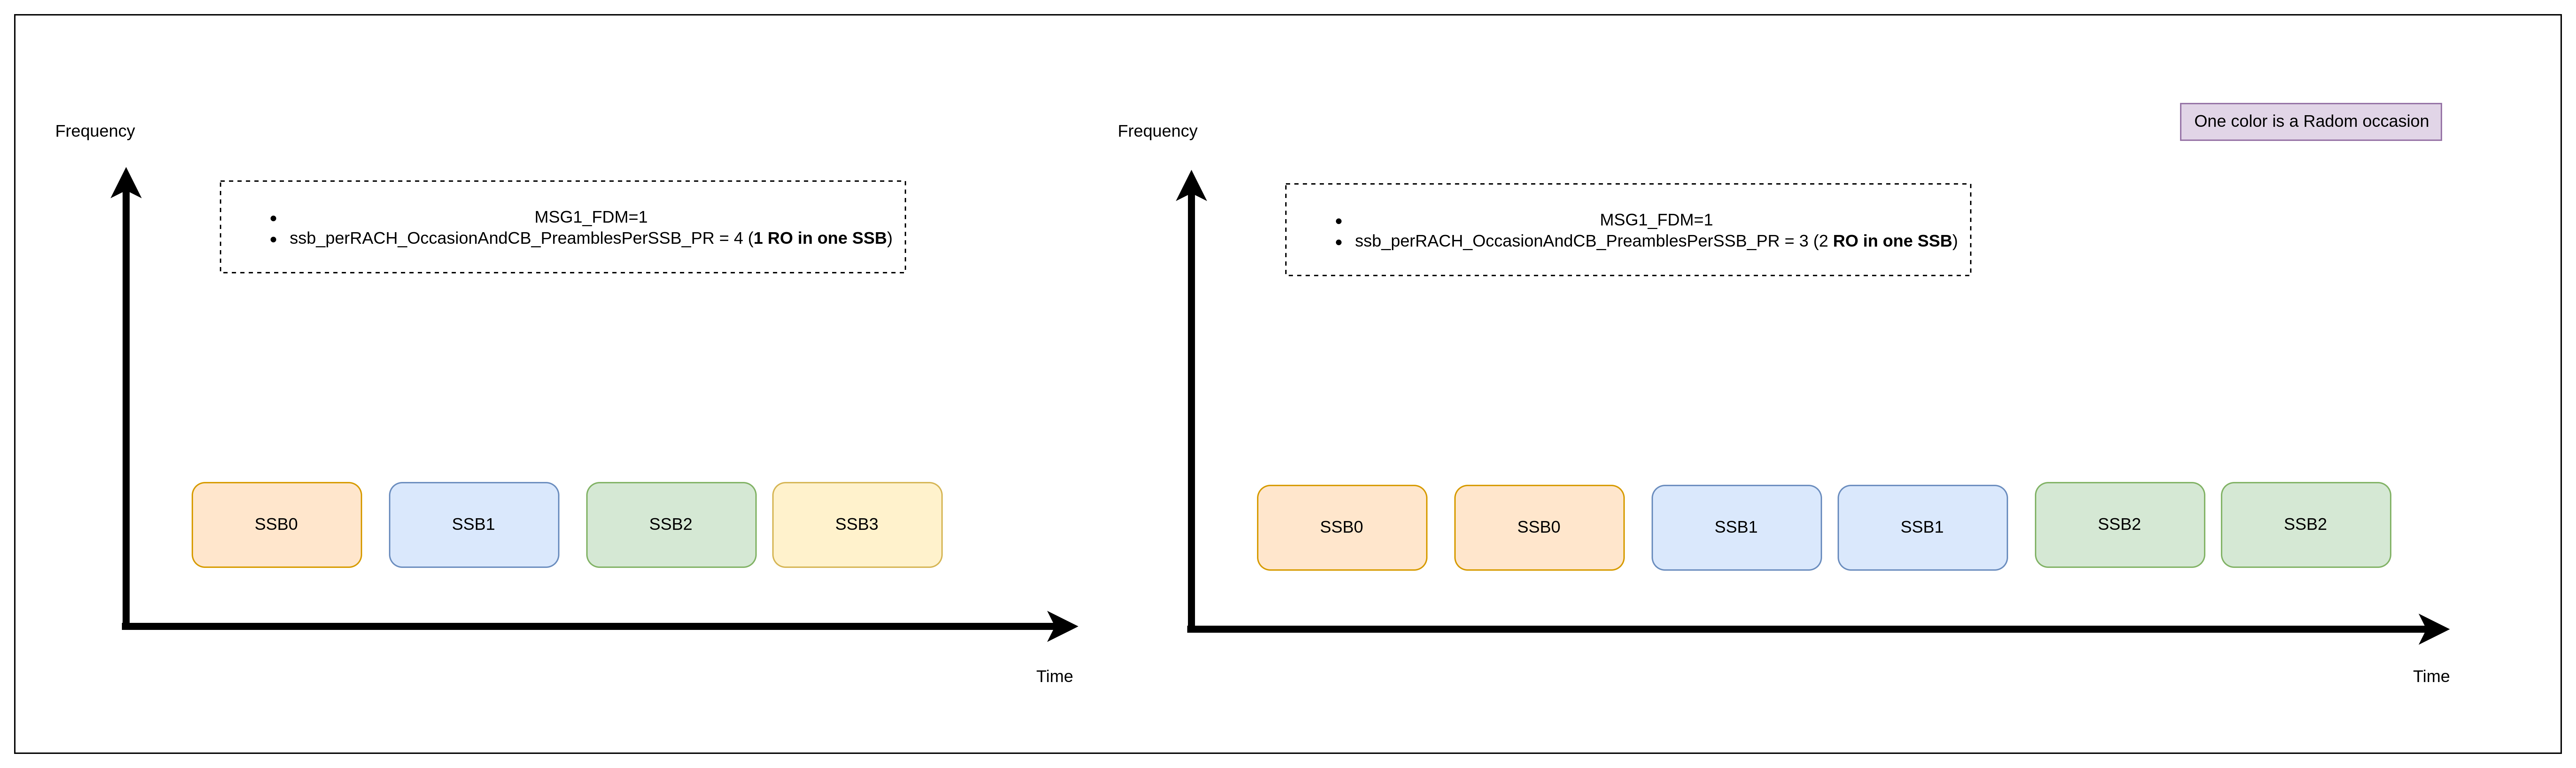 Frequency
MSG1_FDM=1
ssb_perRACH_OccasionAndCB_PreamblesPerSSB_PR = 4 (1 RO in one SSB)
SSB0
SSB1
SSB2
SSB3
Time
Frequency
One color is a Radom occasion
MSG1_FDM=1
ssb_perRACH_OccasionAndCB_PreamblesPerSSB_PR = 3 (2 RO in one SSB)
SSB0
SSB0
SSB1
SSB1
SSB2
SSB2
Time